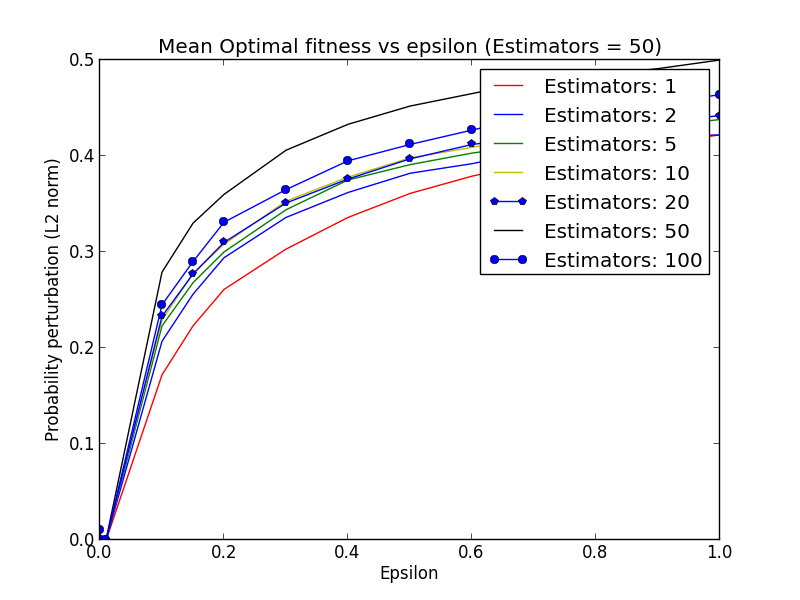 Mean Optimal fitness vs epsilon (Estimators = 50)
0.5
0.4
0.3
0.2
0.1
0.0
Probability perturbation (L2 norm)
Estimators: 1
Estimators: 2
Estimators: 5
Estimators: 10
Estimators: 20
Estimators: 50
Estimators: 100
0.0 0.2 0.4 0.6 0.8 1.0
Epsilon